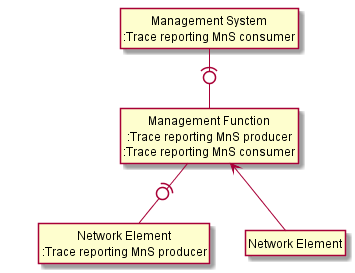 Management System
:Trace reporting MnS consumer
Management Function
:Trace reporting MnS producer
:Trace reporting MnS consumer
Network Element
:Trace reporting MnS producer
Network Element